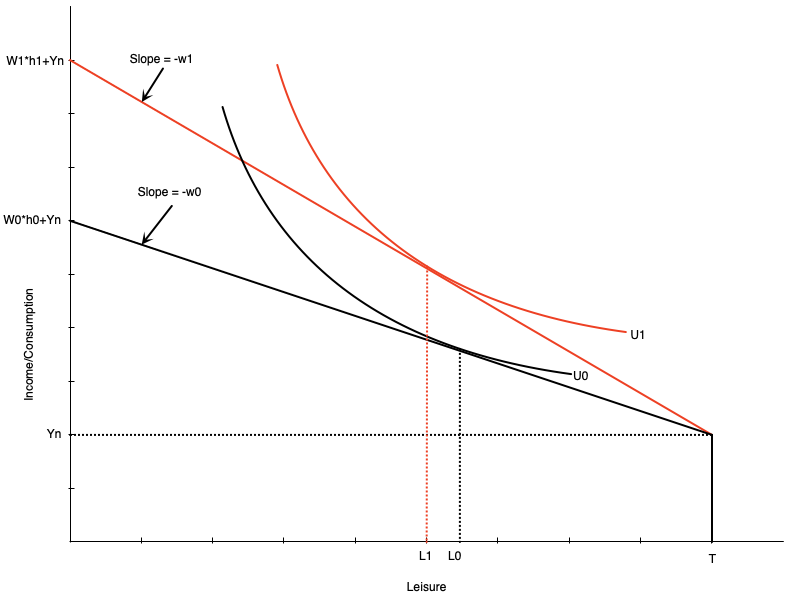 Slope = -w1
W1*h1+Yn
Slope = -w0
W0*h0+Yn
Income/Consumption
U1
U0
Yn
L1
L0
T
Leisure